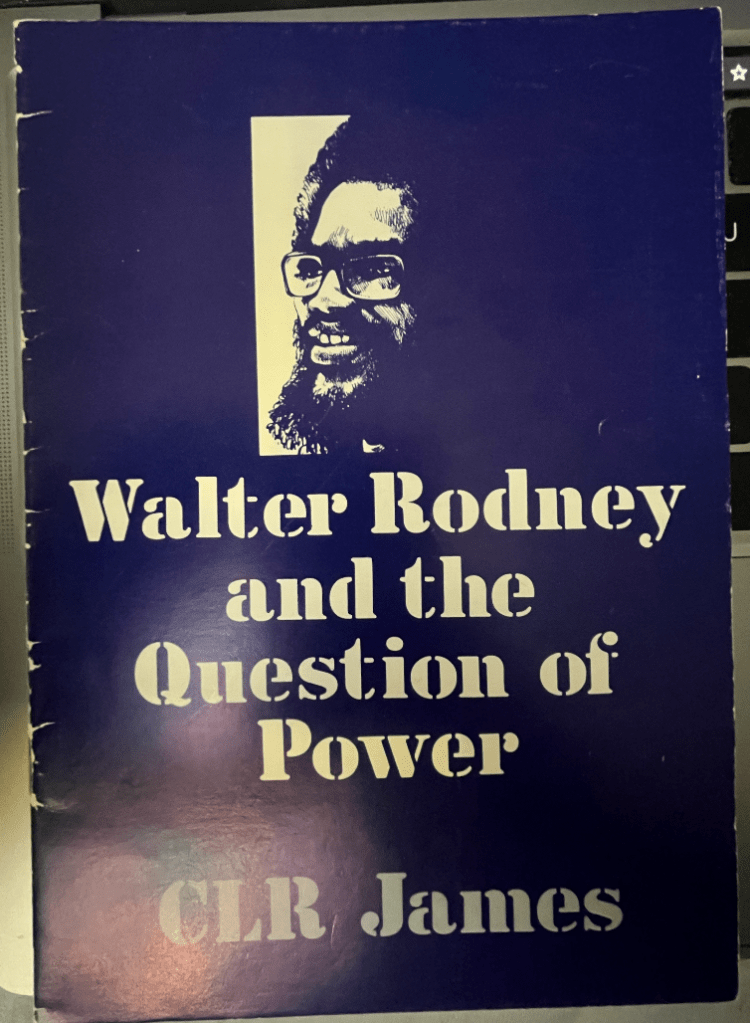 Walter Rodney
and the
Question of
Power
CLR James
U